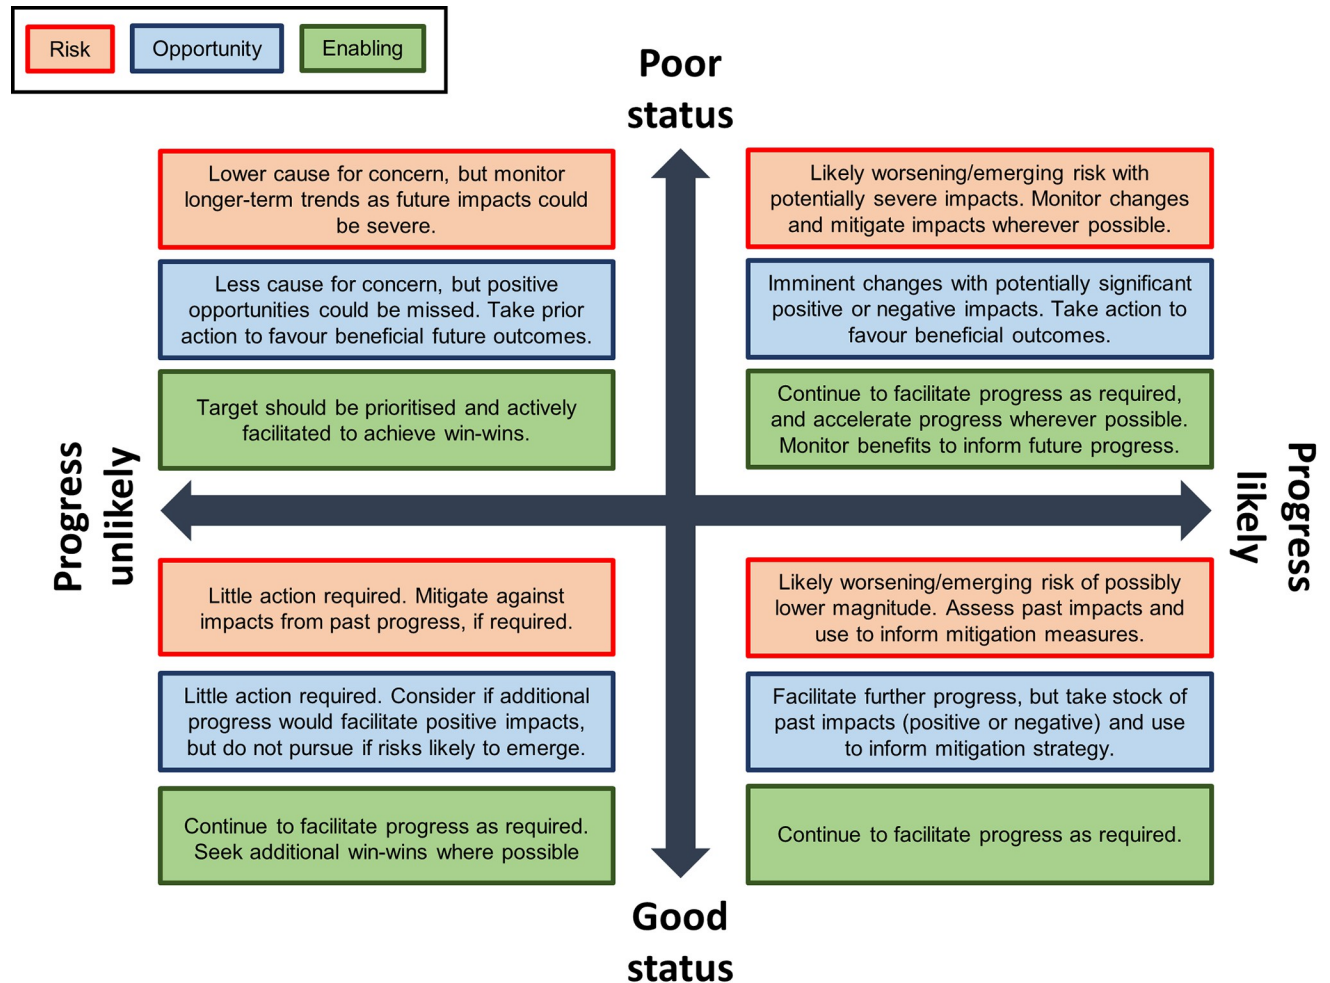 Risk
Opportunity
Enabling
Poor
status
Lower cause for concern, but monitor
longer-term trends as future impacts could
be severe.
Less cause for concern, but positive
opportunities could be missed. Take prior
action to favour beneficial future outcomes.
Target should be prioritised and actively
facilitated to achieve win-wins.
Likely worsening/emerging risk with
potentially severe impacts. Monitor changes
and mitigate impacts wherever possible.
Imminent changes with potentially significant
positive or negative impacts. Take action to
favour beneficial outcomes.
Continue to facilitate progress as required,
and accelerate progress wherever possible.
Monitor benefits to inform future progress.
Progress
unlikely
Progress
likely
Little action required. Mitigate against
impacts from past progress, if required.
Little action required. Consider if additional
progress would facilitate positive impacts,
but do not pursue if risks likely to emerge.
Continue to facilitate progress as required.
Seek additional win-wins where possible
Likely worsening/emerging risk of possibly
lower magnitude. Assess past impacts and
use to inform mitigation measures.
Facilitate further progress, but take stock of
past impacts (positive or negative) and use
to inform mitigation strategy.
Continue to facilitate progress as required.
Good
status